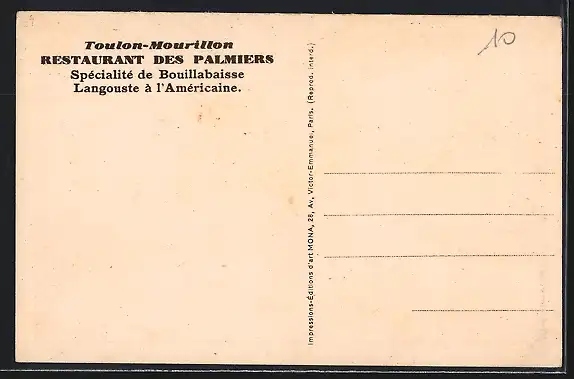 Toulon-Mourillon
RESTAURANT DES PALMIERS
Spécialité de Bouillabaisse
Langouste à l'Américaine.
Impressions-Éditions d'art MONA, 28, Av. Victor-Emmanuel, Paris. (Reprod. interd.)
10